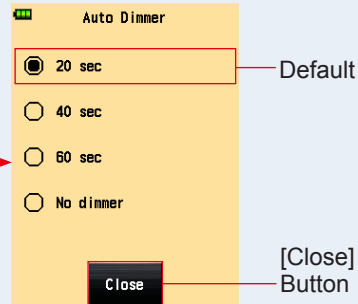 Auto Dimmer
20 sec
Default
40 sec
60 sec
No dimmer
Close
[Close]
Button